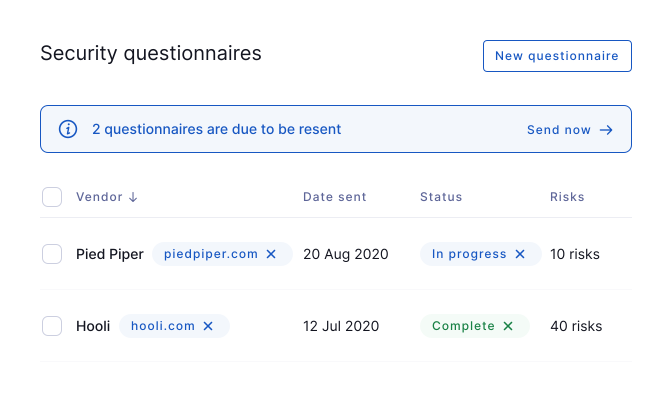 Security questionnaires
New questionnaire
2 questionnaires are due to be resent
Send now →
Vendor ↓ Date sent Status Risks
Pied Piper piedpiper.com ✕ 20 Aug 2020 In progress ✕ 10 risks
Hooli hooli.com ✕ 12 Jul 2020 Complete ✕ 40 risks